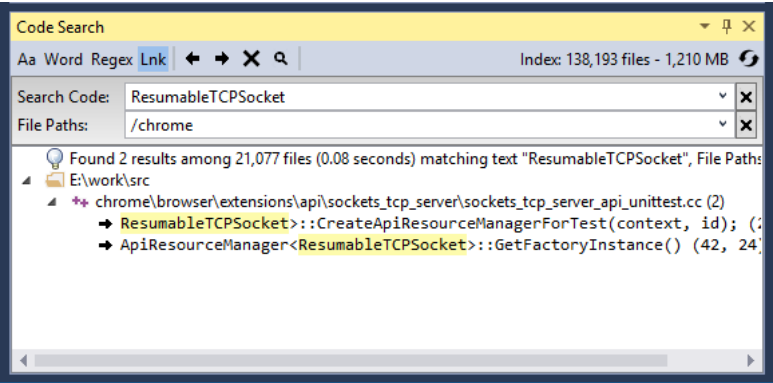 Code Search
Aa Word Regex Lnk Index: 138,193 files - 1,210 MB
Search Code: ResumableTCPSocket
File Paths: /chrome
Found 2 results among 21,077 files (0.08 seconds) matching text "ResumableTCPSocket", File Paths
E:\work\src
chrome\browser\extensions\api\sockets_tcp_server\sockets_tcp_server_api_unittest.cc (2)
ResumableTCPSocket>::CreateApiResourceManagerForTest(context, id); (
ApiResourceManager<ResumableTCPSocket>::GetFactoryInstance() (42, 24)